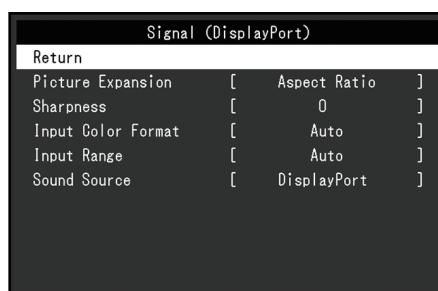 Signal (DisplayPort)
Return
Picture Expansion [ Aspect Ratio ]
Sharpness [ 0 ]
Input Color Format [ Auto ]
Input Range [ Auto ]
Sound Source [ DisplayPort ]